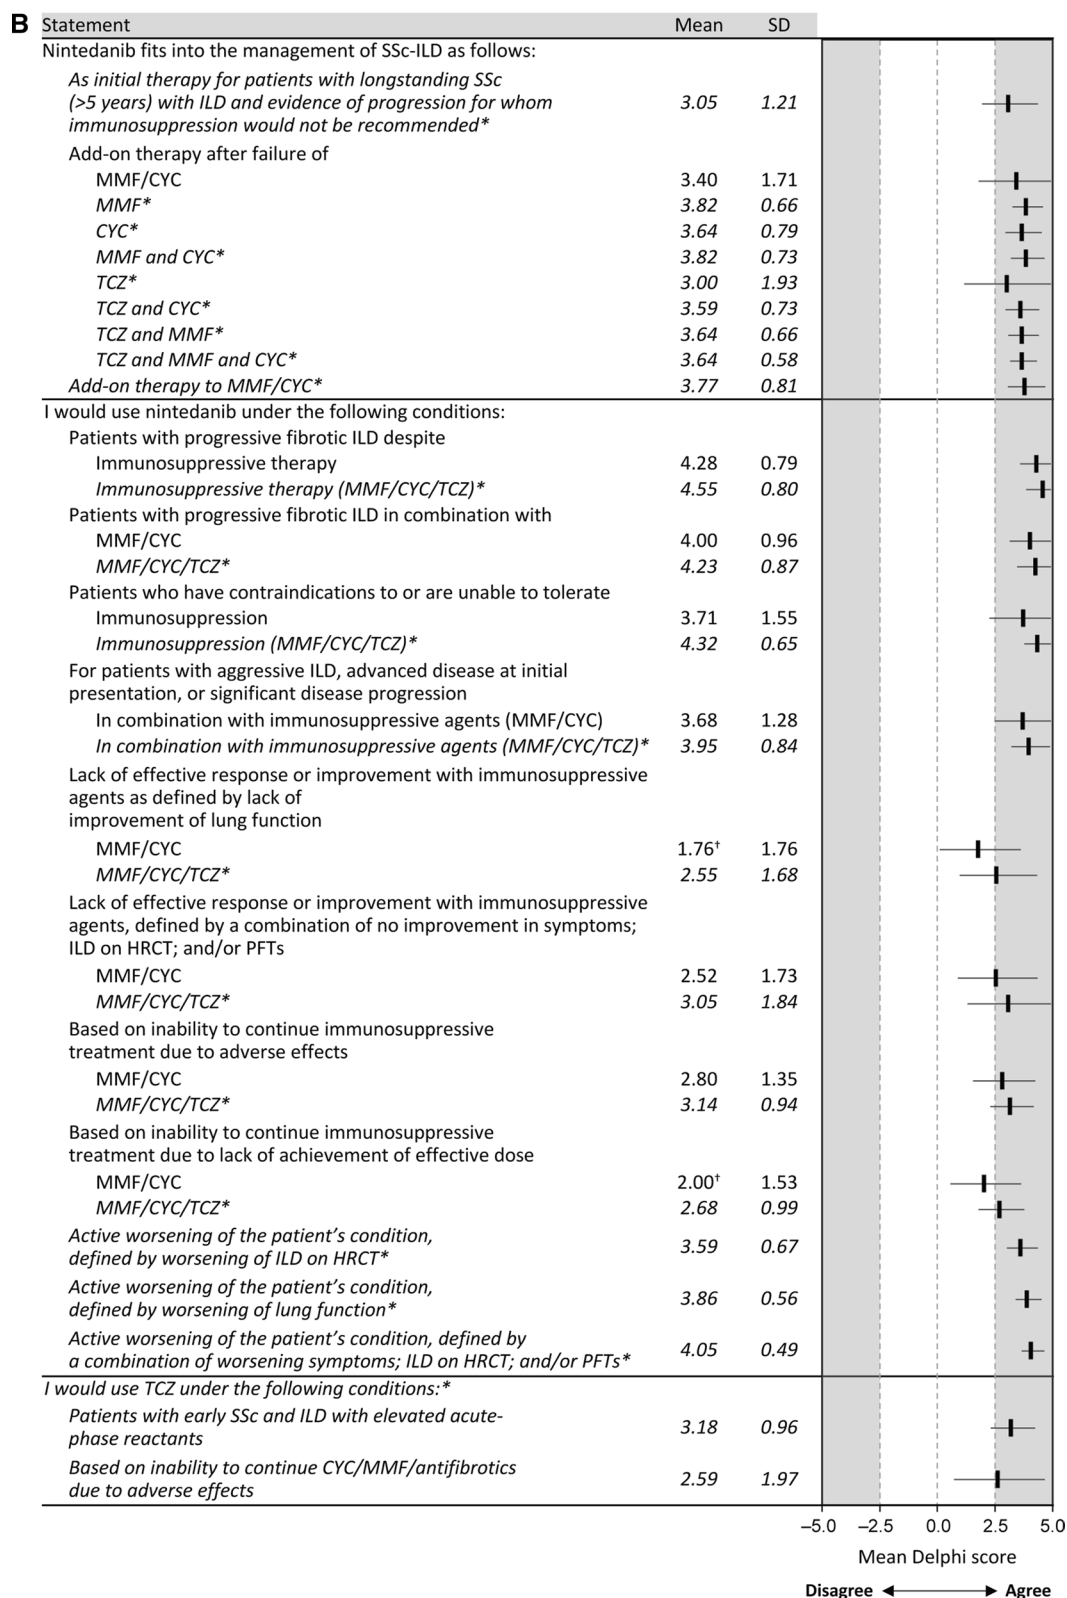 B
Statement Mean SD
Nintedanib fits into the management of SSc-ILD as follows:
As initial therapy for patients with longstanding SSc
(>5 years) with ILD and evidence of progression for whom 3.05 1.21
immunosuppression would not be recommended*
Add-on therapy after failure of
MMF/CYC 3.40 1.71
MMF* 3.82 0.66
CYC* 3.64 0.79
MMF and CYC* 3.82 0.73
TCZ* 3.00 1.93
TCZ and CYC* 3.59 0.73
TCZ and MMF* 3.64 0.66
TCZ and MMF and CYC* 3.64 0.58
Add-on therapy to MMF/CYC* 3.77 0.81
I would use nintedanib under the following conditions:
Patients with progressive fibrotic ILD despite
Immunosuppressive therapy 4.28 0.79
Immunosuppressive therapy (MMF/CYC/TCZ)* 4.55 0.80
Patients with progressive fibrotic ILD in combination with
MMF/CYC 4.00 0.96
MMF/CYC/TCZ* 4.23 0.87
Patients who have contraindications to or are unable to tolerate
Immunosuppression 3.71 1.55
Immunosuppression (MMF/CYC/TCZ)* 4.32 0.65
For patients with aggressive ILD, advanced disease at initial
presentation, or significant disease progression
In combination with immunosuppressive agents (MMF/CYC) 3.68 1.28
In combination with immunosuppressive agents (MMF/CYC/TCZ)* 3.95 0.84
Lack of effective response or improvement with immunosuppressive
agents as defined by lack of
improvement of lung function
MMF/CYC 1.76† 1.76
MMF/CYC/TCZ* 2.55 1.68
Lack of effective response or improvement with immunosuppressive
agents, defined by a combination of no improvement in symptoms;
ILD on HRCT; and/or PFTs
MMF/CYC 2.52 1.73
MMF/CYC/TCZ* 3.05 1.84
Based on inability to continue immunosuppressive
treatment due to adverse effects
MMF/CYC 2.80 1.35
MMF/CYC/TCZ* 3.14 0.94
Based on inability to continue immunosuppressive
treatment due to lack of achievement of effective dose
MMF/CYC 2.00† 1.53
MMF/CYC/TCZ* 2.68 0.99
Active worsening of the patient's condition,
defined by worsening of ILD on HRCT* 3.59 0.67
Active worsening of the patient's condition,
defined by worsening of lung function* 3.86 0.56
Active worsening of the patient's condition, defined by
a combination of worsening symptoms; ILD on HRCT; and/or PFTs* 4.05 0.49
I would use TCZ under the following conditions:*
Patients with early SSc and ILD with elevated acute-
phase reactants 3.18 0.96
Based on inability to continue CYC/MMF/antifibrotics
due to adverse effects 2.59 1.97
–5.0 –2.5 0.0 2.5 5.0
Mean Delphi score
Disagree Agree